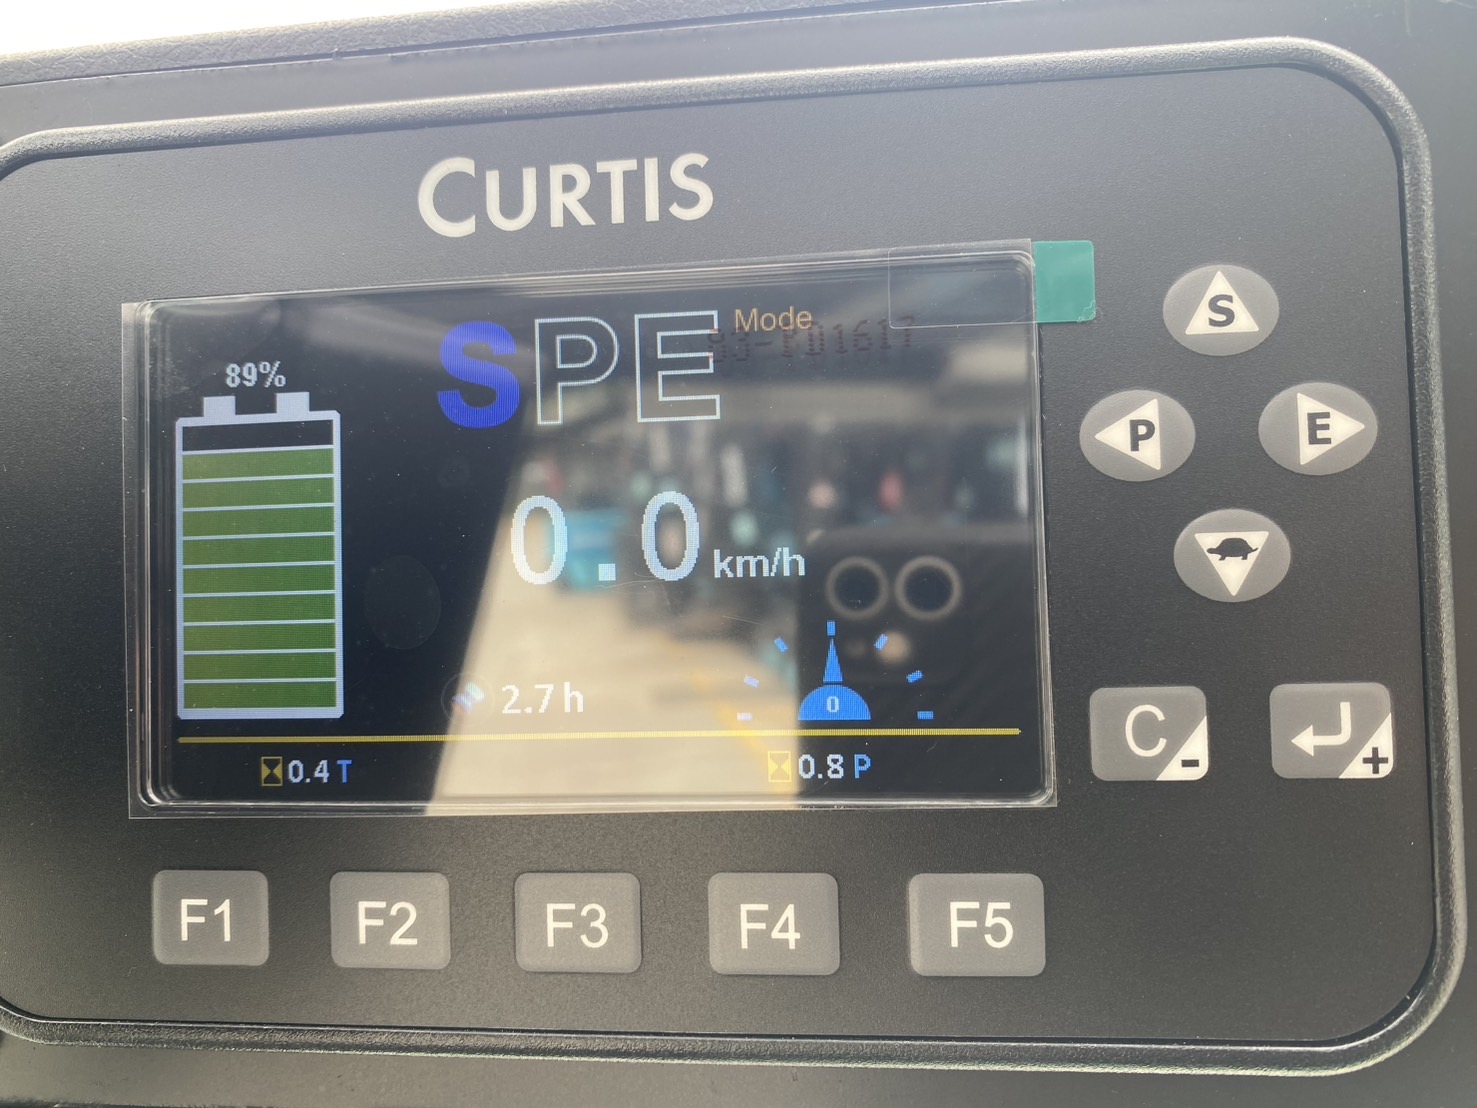 CURTIS
SPE Mode
89%
0.0 km/h
2.7 h
0
0.4 T
0.8 P
S
P
E
C -
+
F1 F2 F3 F4 F5